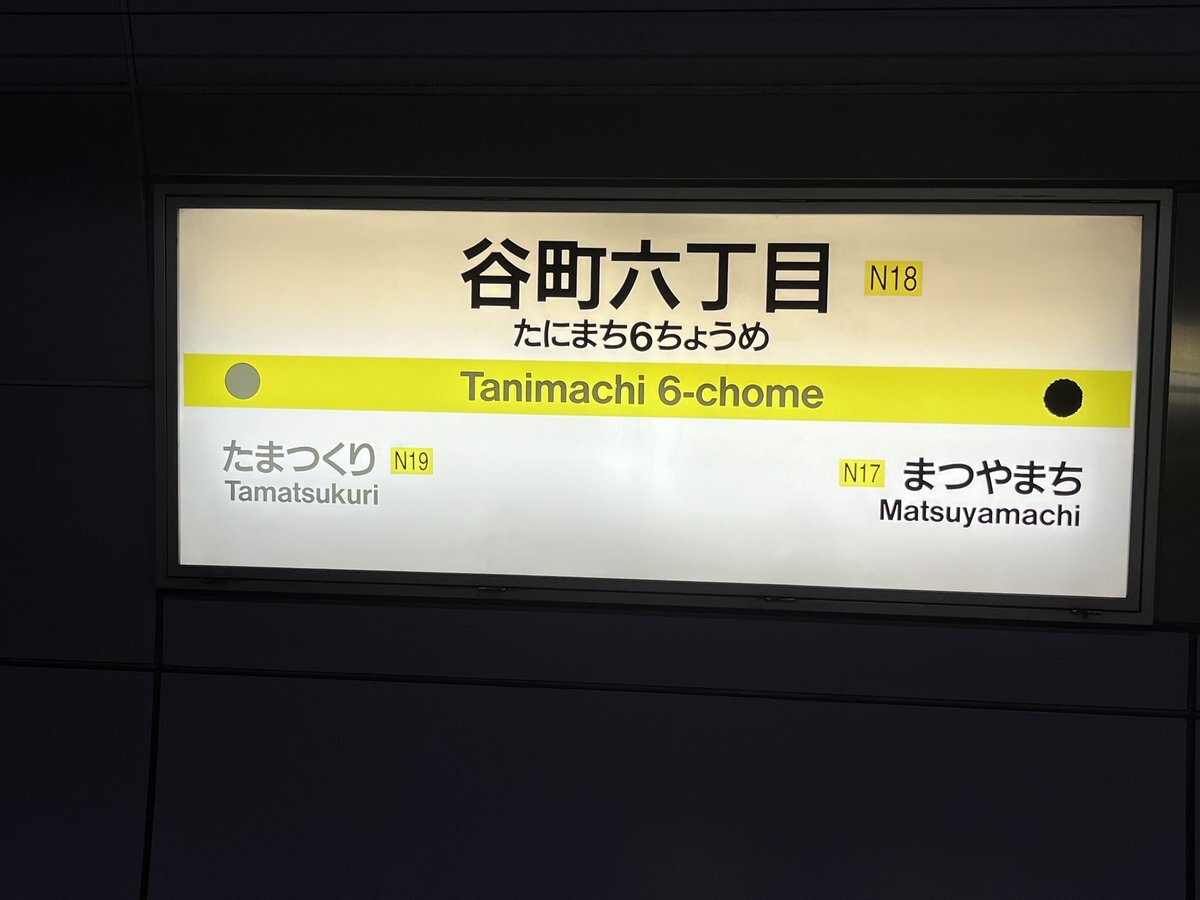 谷町六丁目 N18
たにまち6ちょうめ
Tanimachi 6-chome
たまつくり N19
Tamatsukuri
N17 まつやまち
Matsuyamachi